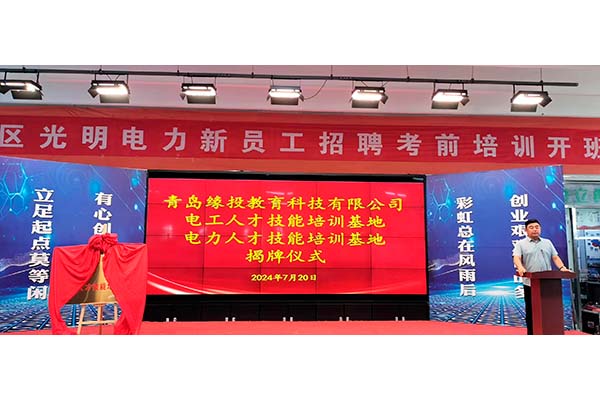 区光明电力新员工招聘考前培训开班
有心创
立足起点莫等闲
青岛缘投教育科技有限公司
电工人才技能培训基地
电力人才技能培训基地
揭牌仪式
2024年7月20日
创业艰
彩虹总在风雨后